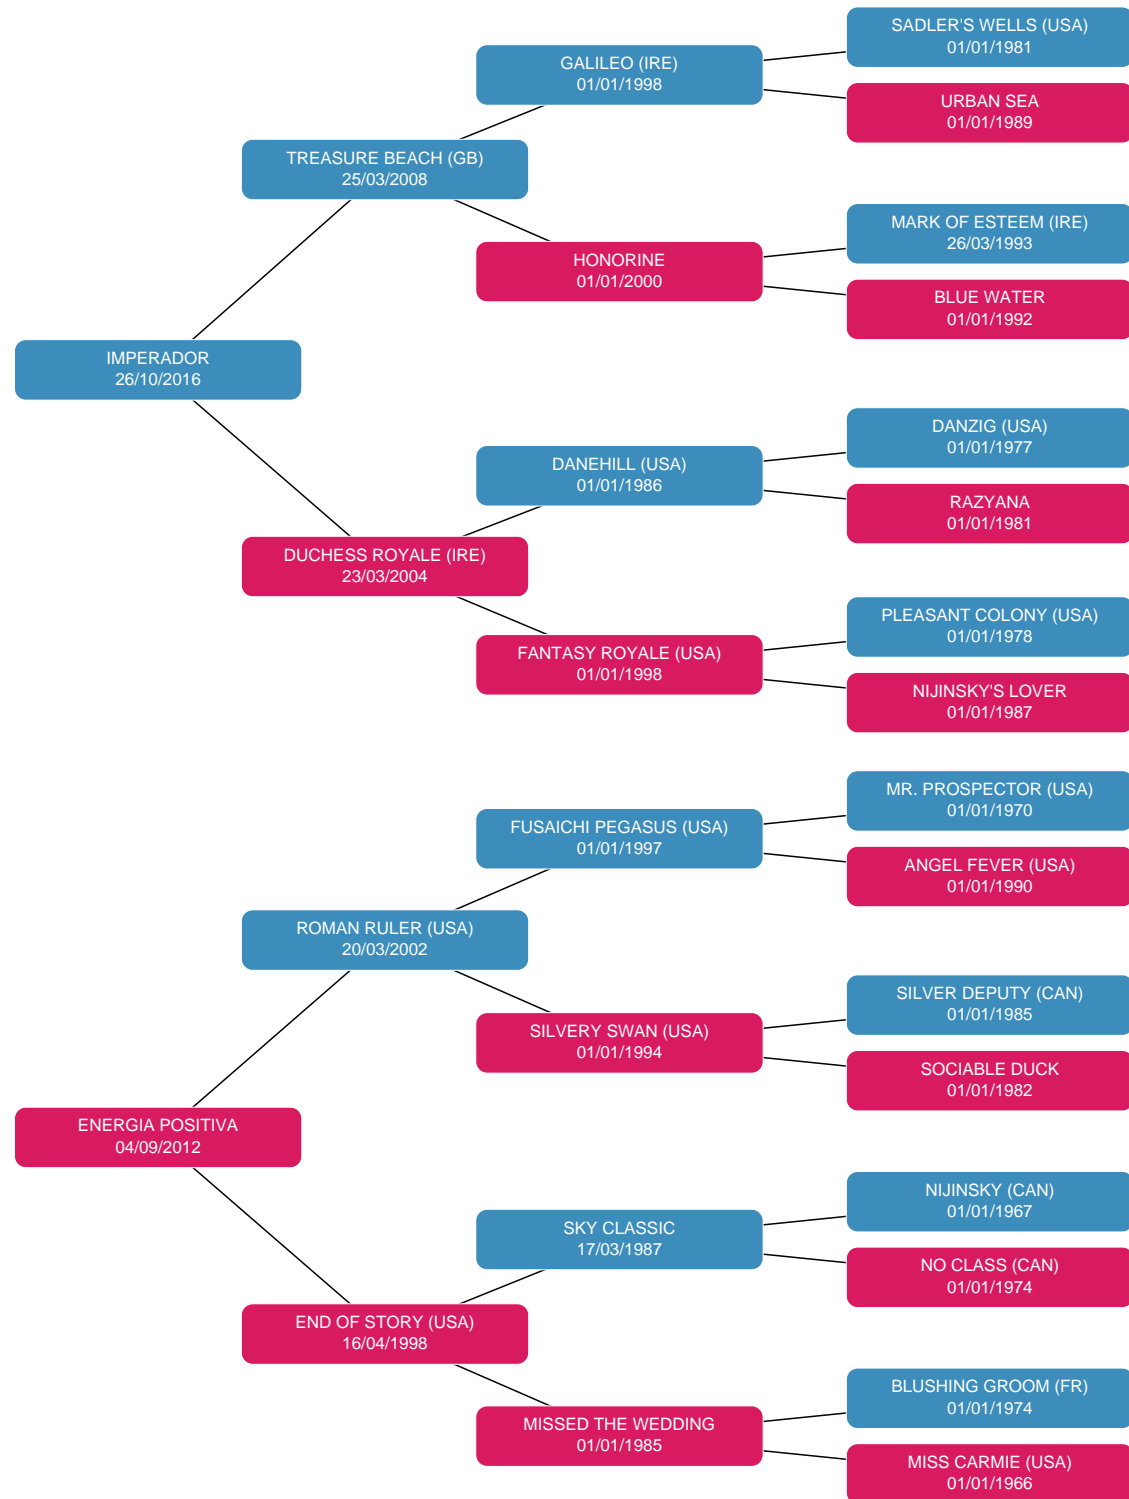 SADLER'S WELLS (USA)
01/01/1981
GALILEO (IRE)
01/01/1998
URBAN SEA
01/01/1989
TREASURE BEACH (GB)
25/03/2008
MARK OF ESTEEM (IRE)
26/03/1993
HONORINE
01/01/2000
BLUE WATER
01/01/1992
IMPERADOR
26/10/2016
DANZIG (USA)
01/01/1977
DANEHILL (USA)
01/01/1986
RAZYANA
01/01/1981
DUCHESS ROYALE (IRE)
23/03/2004
PLEASANT COLONY (USA)
01/01/1978
FANTASY ROYALE (USA)
01/01/1998
NIJINSKY'S LOVER
01/01/1987
MR. PROSPECTOR (USA)
01/01/1970
FUSAICHI PEGASUS (USA)
01/01/1997
ANGEL FEVER (USA)
01/01/1990
ROMAN RULER (USA)
20/03/2002
SILVER DEPUTY (CAN)
01/01/1985
SILVERY SWAN (USA)
01/01/1994
SOCIABLE DUCK
01/01/1982
ENERGIA POSITIVA
04/09/2012
NIJINSKY (CAN)
01/01/1967
SKY CLASSIC
17/03/1987
NO CLASS (CAN)
01/01/1974
END OF STORY (USA)
16/04/1998
BLUSHING GROOM (FR)
01/01/1974
MISSED THE WEDDING
01/01/1985
MISS CARMIE (USA)
01/01/1966